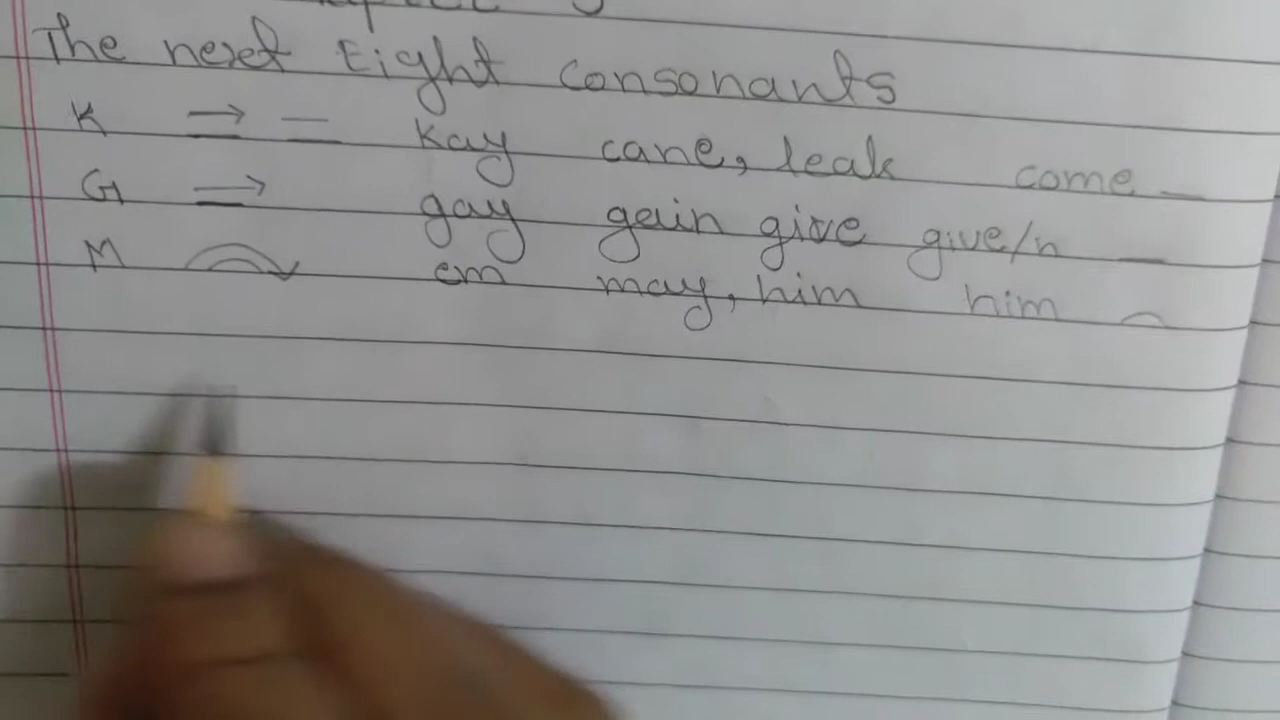 The next Eight consonants
K kay cane, leak come
G gay gain give give/n
M em may, him him